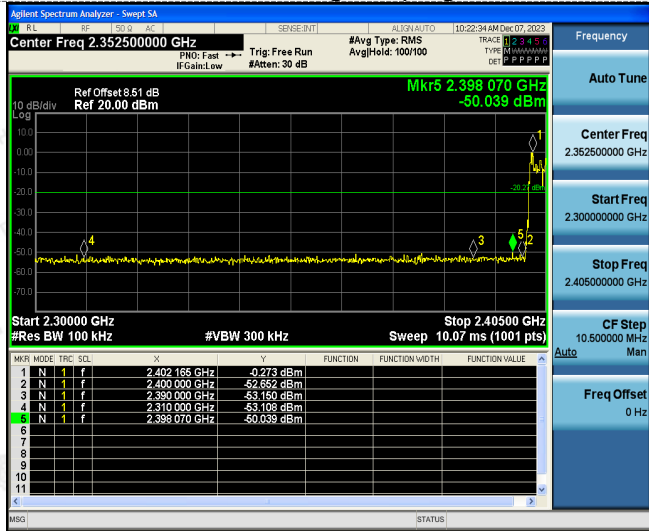 Agilent Spectrum Analyzer - Swept SA
LXI RL RF 50 Ω AC SENSE:INT ALIGN AUTO 10:22:34 AM Dec 07, 2023
Center Freq 2.352500000 GHz
PNO: Fast
IFGain:Low
Trig: Free Run
#Atten: 30 dB
#Avg Type: RMS
Avg|Hold: 100/100
TRACE 1 2 3 4 5 6
TYPE M
DET P P P P P P
Ref Offset 8.51 dB
10 dB/div Ref 20.00 dBm
Log
Mkr5 2.398 070 GHz
-50.039 dBm
10.0
0.00
-10.0
-20.0
-30.0
-40.0
-50.0
-60.0
-70.0
1
-20.27 dBm
4
3
5
2
Start 2.30000 GHz Stop 2.40500 GHz
#Res BW 100 kHz #VBW 300 kHz Sweep 10.07 ms (1001 pts)
MKR MODE TRC SCL X Y FUNCTION FUNCTION WIDTH FUNCTION VALUE
1 N 1 f 2.402 165 GHz -0.273 dBm
2 N 1 f 2.400 000 GHz -52.652 dBm
3 N 1 f 2.390 000 GHz -53.150 dBm
4 N 1 f 2.310 000 GHz -53.108 dBm
5 N 1 f 2.398 070 GHz -50.039 dBm
6
7
8
9
10
11
MSG STATUS
Frequency
Auto Tune
Center Freq
2.352500000 GHz
Start Freq
2.300000000 GHz
Stop Freq
2.405000000 GHz
CF Step
10.500000 MHz
Auto Man
Freq Offset
0 Hz